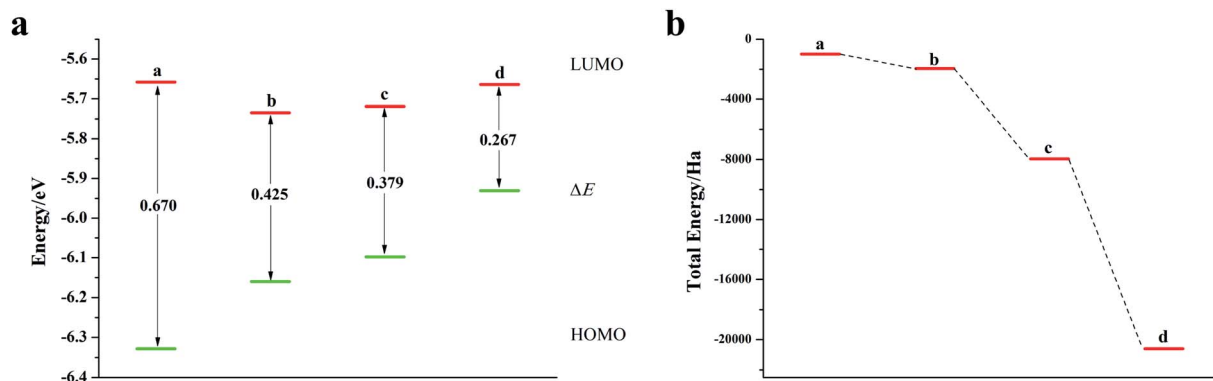 a
-5.6
-5.7
-5.8
-5.9
-6.0
-6.1
-6.2
-6.3
-6.4
Energy/eV
a
b
c
d
0.670
0.425
0.379
0.267
LUMO
ΔE
HOMO
b
0
-4000
-8000
-12000
-16000
-20000
Total Energy/Ha
a
b
c
d